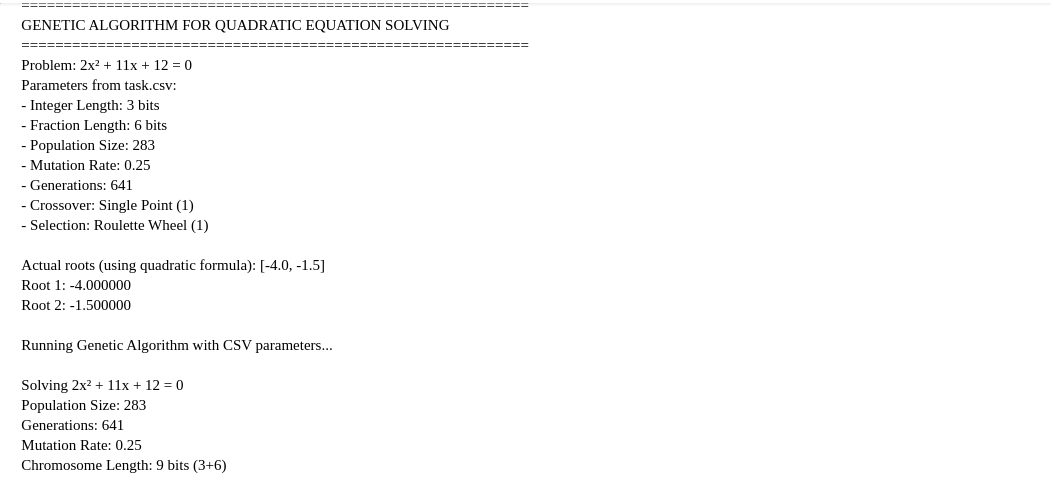 ============================================================
GENETIC ALGORITHM FOR QUADRATIC EQUATION SOLVING
============================================================
Problem: 2x² + 11x + 12 = 0
Parameters from task.csv:
- Integer Length: 3 bits
- Fraction Length: 6 bits
- Population Size: 283
- Mutation Rate: 0.25
- Generations: 641
- Crossover: Single Point (1)
- Selection: Roulette Wheel (1)
Actual roots (using quadratic formula): [-4.0, -1.5]
Root 1: -4.000000
Root 2: -1.500000
Running Genetic Algorithm with CSV parameters...
Solving 2x² + 11x + 12 = 0
Population Size: 283
Generations: 641
Mutation Rate: 0.25
Chromosome Length: 9 bits (3+6)